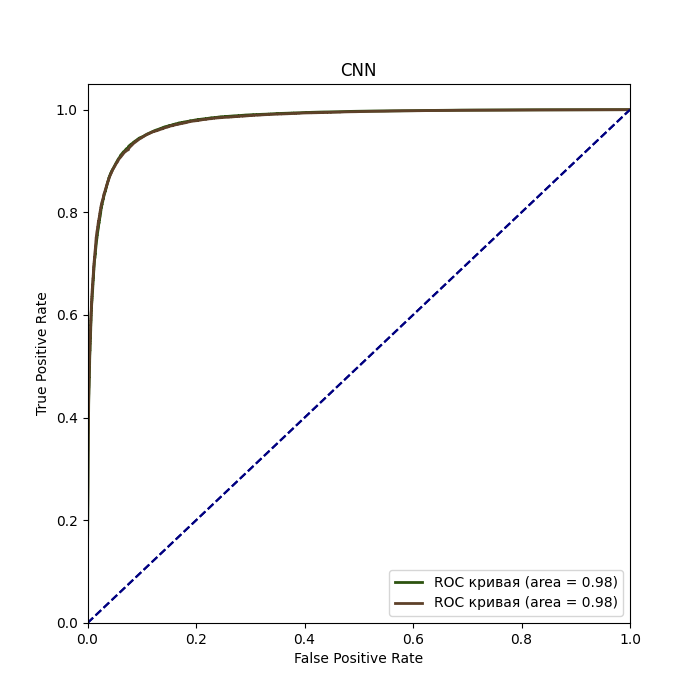 CNN
True Positive Rate
1.0
0.8
0.6
0.4
0.2
0.0
0.0 0.2 0.4 0.6 0.8 1.0
False Positive Rate
ROC кривая (area = 0.98)
ROC кривая (area = 0.98)